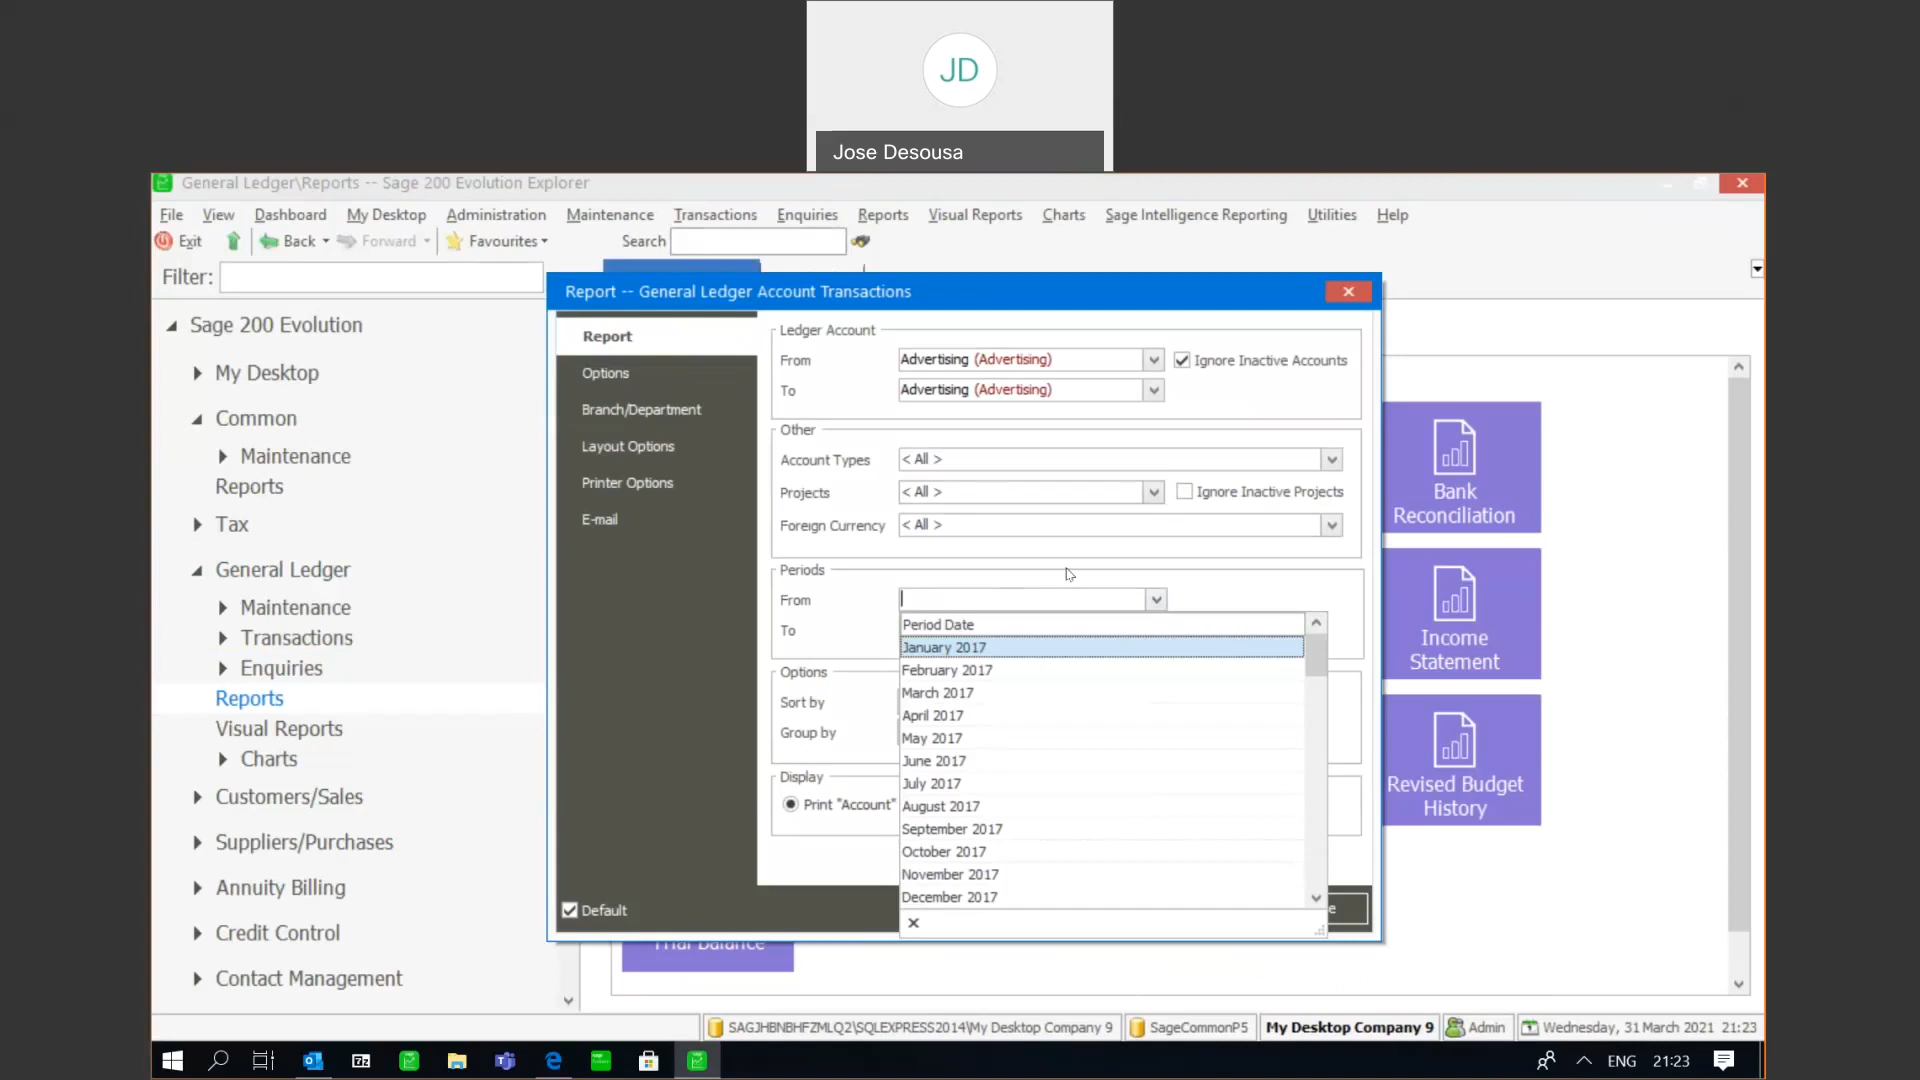 JD
Jose Desousa
General Ledger\Reports -- Sage 200 Evolution Explorer
File View Dashboard My Desktop Administration Maintenance Transactions Enquiries Reports Visual Reports Charts Sage Intelligence Reporting Utilities Help
Exit Back Forward Favourites Search
Filter:
Sage 200 Evolution
My Desktop
Common
Maintenance
Reports
Tax
General Ledger
Maintenance
Transactions
Enquiries
Reports
Visual Reports
Charts
Customers/Sales
Suppliers/Purchases
Annuity Billing
Credit Control
Contact Management
Report -- General Ledger Account Transactions
Report
Options
Branch/Department
Layout Options
Printer Options
E-mail
Default
Ledger Account
From Advertising (Advertising) Ignore Inactive Accounts
To Advertising (Advertising)
Other
Account Types < All >
Projects < All > Ignore Inactive Projects
Foreign Currency < All >
Periods
From
To
Options
Sort by
Group by
Display
Print "Account"
Period Date
January 2017
February 2017
March 2017
April 2017
May 2017
June 2017
July 2017
August 2017
September 2017
October 2017
November 2017
December 2017
Bank
Reconciliation
Income
Statement
Revised Budget
History
Trial Balance
SAGJHBNBHFZMLQ2\SQLEXPRESS2014\My Desktop Company 9 SageCommonP5 My Desktop Company 9 Admin Wednesday, 31 March 2021 21:23
ENG 21:23